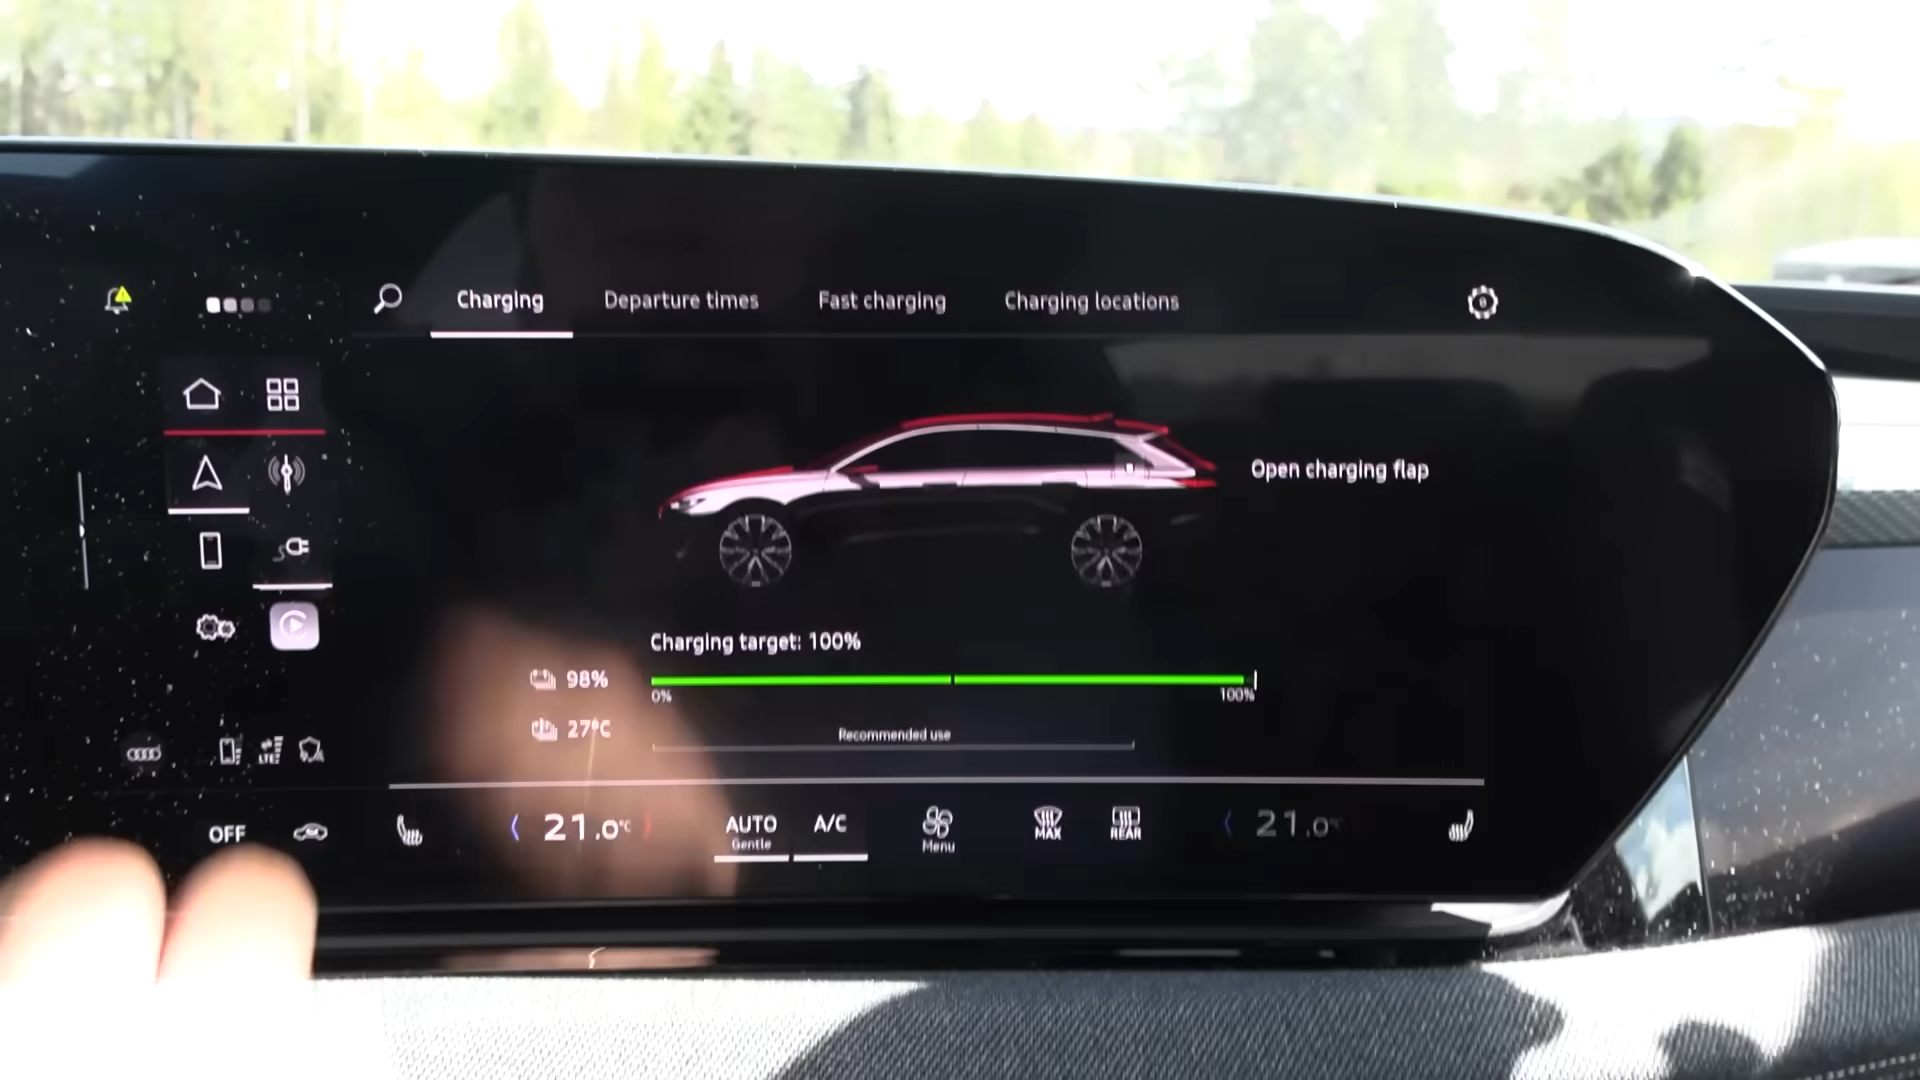 Charging Departure times Fast charging Charging locations
Open charging flap
Charging target: 100%
98%
0% 100%
27°C
Recommended use
LTE
OFF 21.0°C AUTO A/C MAX REAR 21.0°C
Gentle Menu